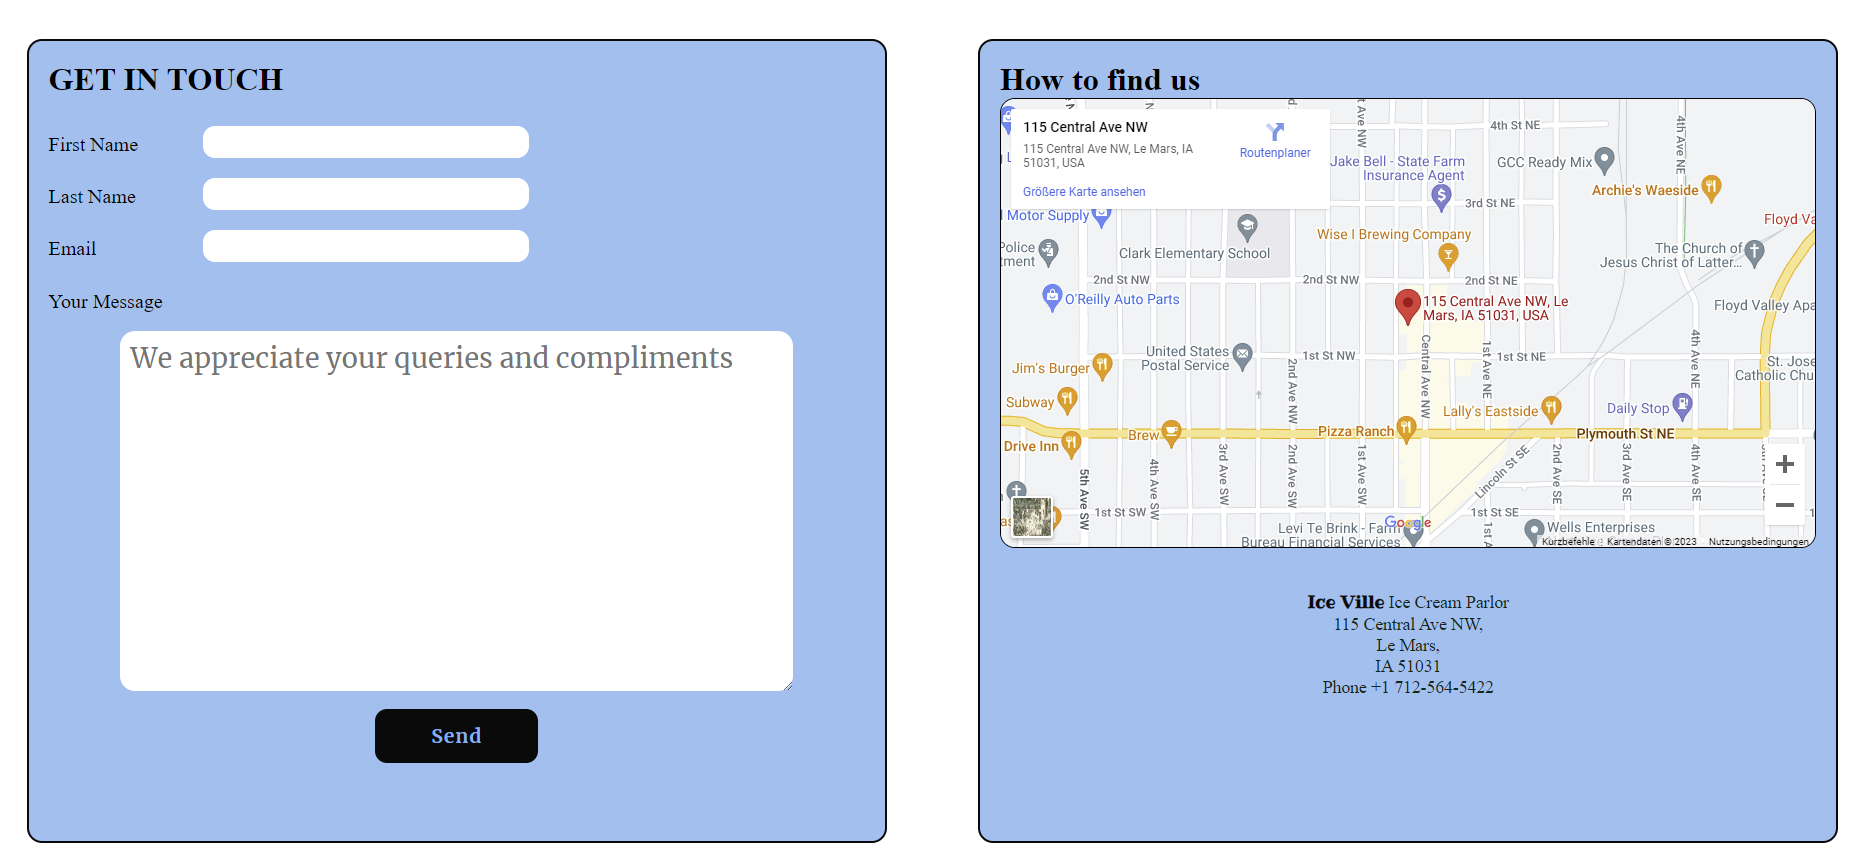 GET IN TOUCH
First Name
Last Name
Email
Your Message
We appreciate your queries and compliments
Send
How to find us
115 Central Ave NW
115 Central Ave NW, Le Mars, IA
51031, USA
Routenplaner
Größere Karte ansehen
4th St NE
4th Ave NE
Ave NW
Jake Bell - State Farm
Insurance Agent
GCC Ready Mix
Archie's Waeside
Motor Supply
3rd St NE
Floyd
Police
Clark Elementary School
Wise I Brewing Company
The Church of
Jesus Christ of Latter...
2nd St NW
2nd St NW
2nd St NE
O'Reilly Auto Parts
115 Central Ave NW, Le
Mars, IA 51031, USA
Floyd Valley
United States
Postal Service
1st St NW
1st St NE
Central Ave NW
1st Ave NE
4th Ave NE
2nd Ave NW
1st Ave NW
St.
Catholic
Jim's Burger
Subway
Lally's Eastside
Daily Stop
Brew
Pizza Ranch
Plymouth St NE
Drive Inn
5th Ave SW
4th Ave SW
3rd Ave SW
2nd Ave SW
1st Ave SW
Lincoln St SE
2nd Ave SE
3rd Ave SE
4th Ave SE
1st St SW
1st St SE
Levi Te Brink - Farm
Bureau Financial Services
Google
Wells Enterprises
Kurzbefehle
Kartendaten © 2023
Nutzungsbedingungen
Ice Ville Ice Cream Parlor
115 Central Ave NW,
Le Mars,
IA 51031
Phone +1 712-564-5422